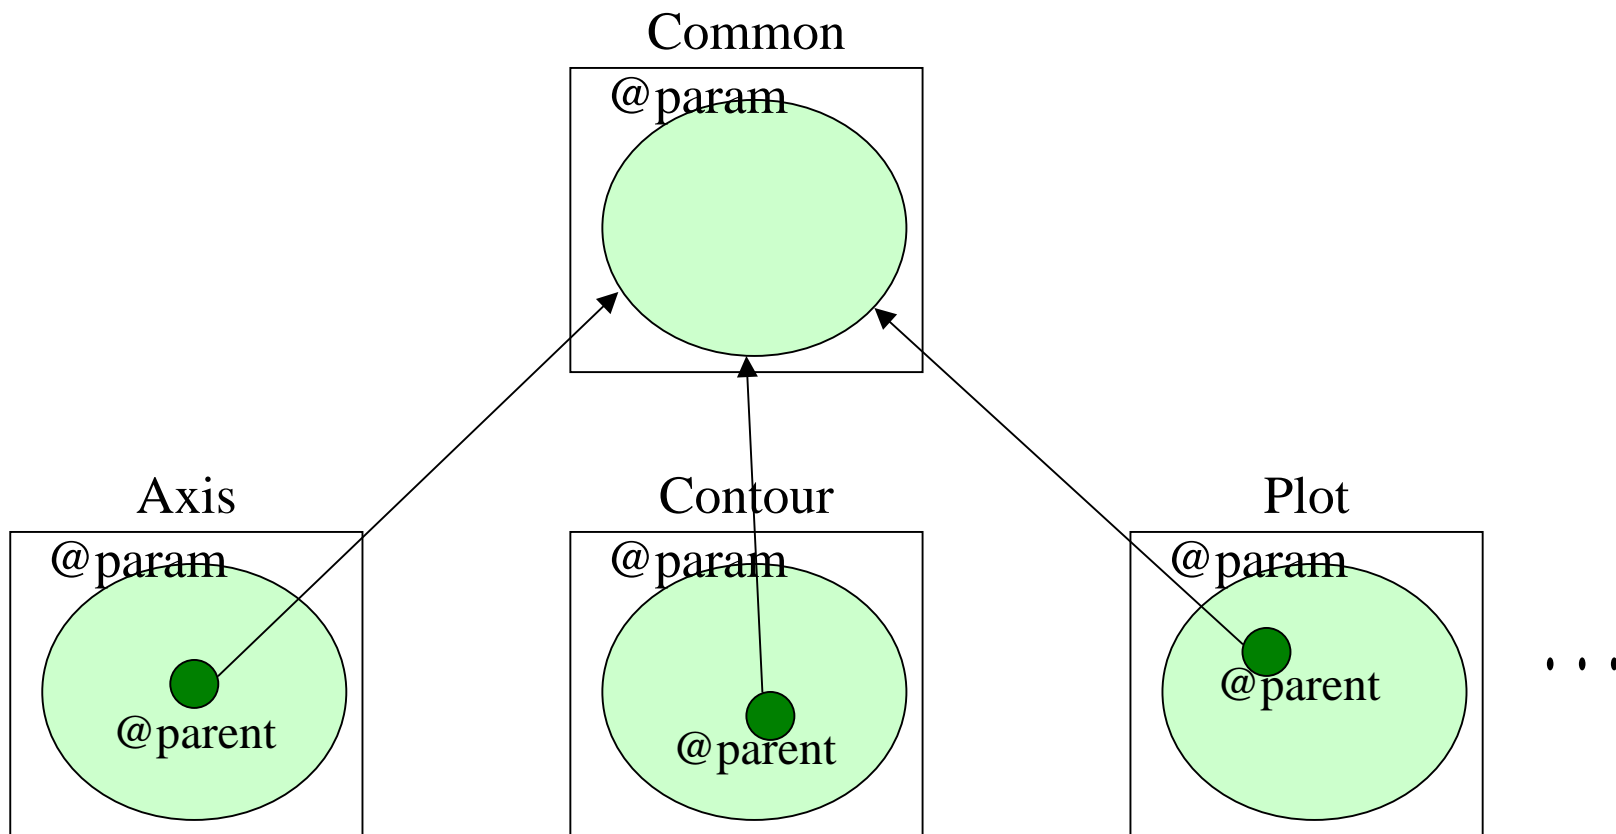 Common
@param
Axis
Contour
Plot
@param
@param
@param
@parent
@parent
@parent
. . .